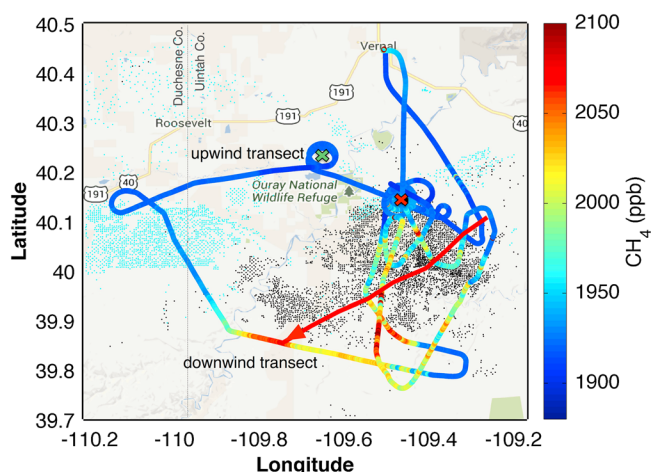 40.5
40.4
40.3
40.2
40.1
40
39.9
39.8
39.7
Latitude
-110.2
-110
-109.8
-109.6
-109.4
-109.2
Longitude
Duchesne Co.
Uintah Co.
Vernal
191
191
Roosevelt
40
upwind transect
40
191
Ouray National
Wildlife Refuge
downwind transect
2100
2050
2000
1950
1900
CH4 (ppb)